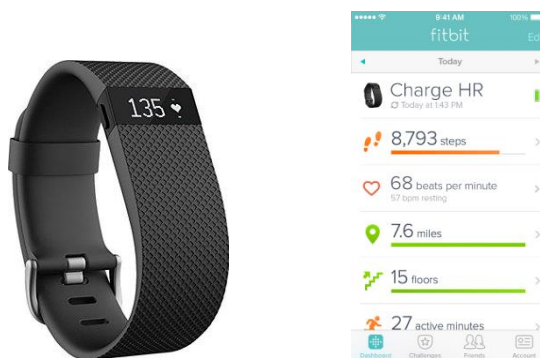 135
9:41 AM 100%
fitbit
Today
Charge HR
Today at 1:43 PM
8,793 steps
68 beats per minute
57 bpm resting
7.6 miles
15 floors
27 active minutes
Dashboard Challenges Friends Account